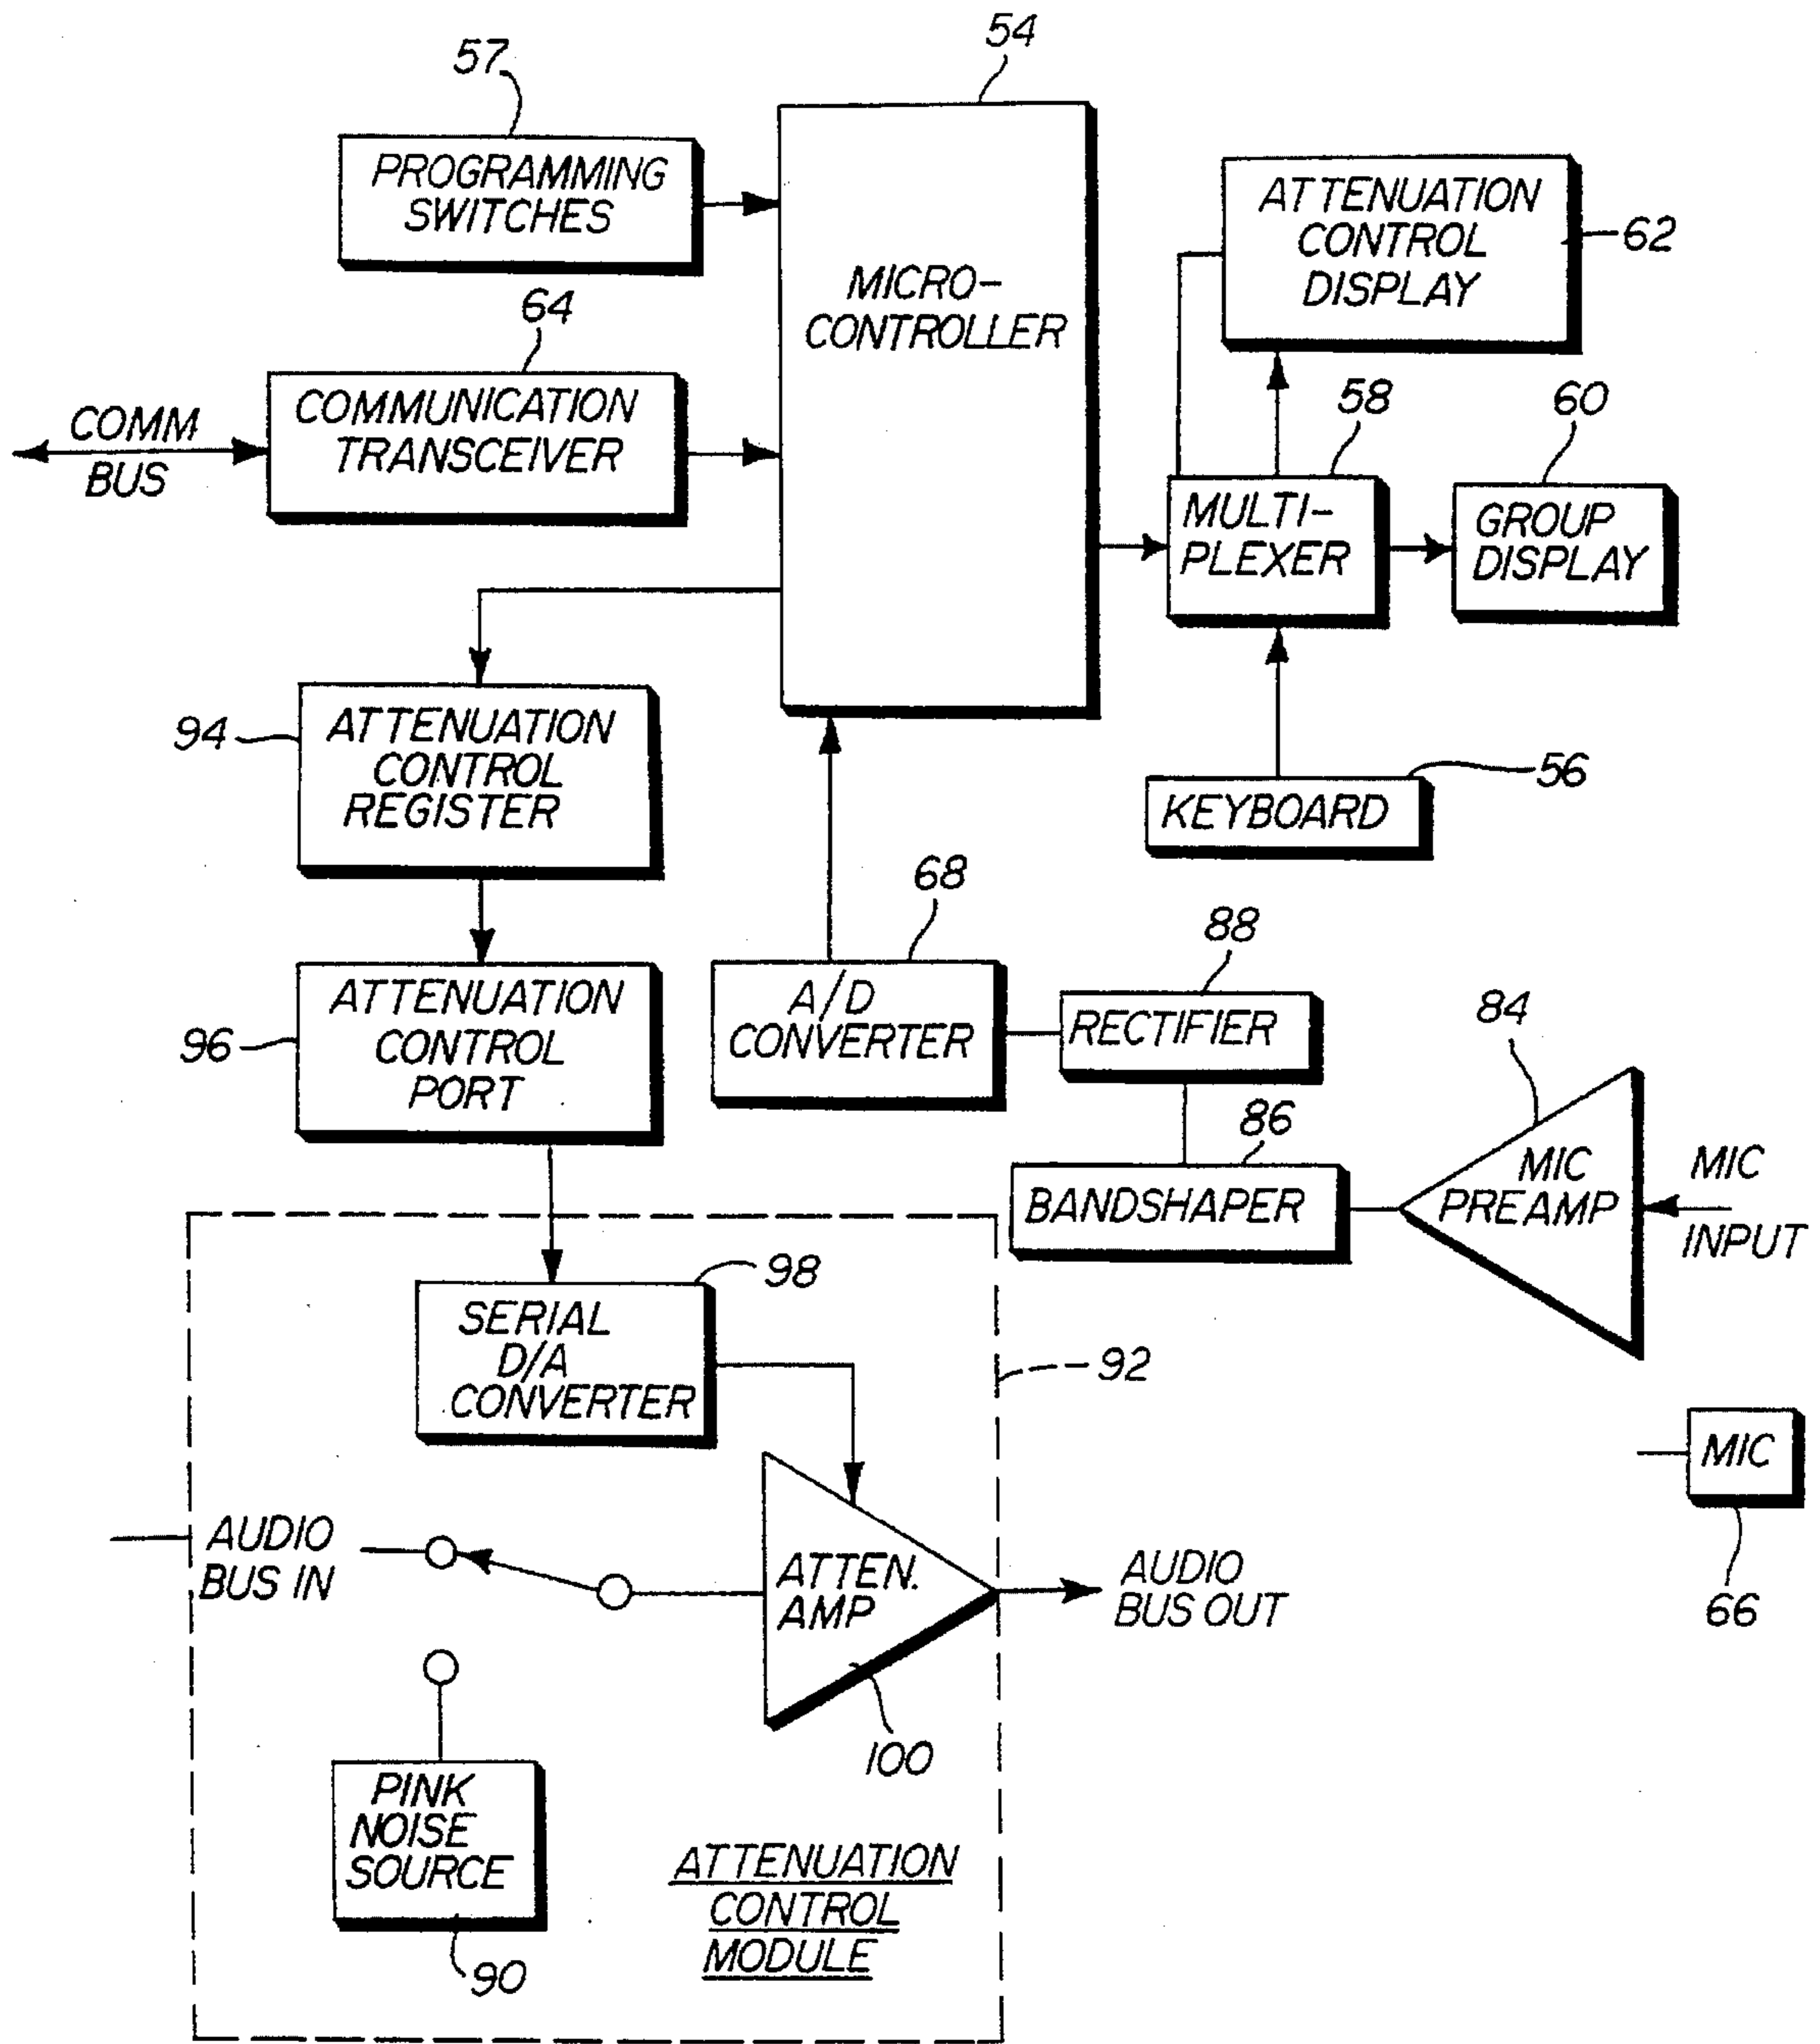 57
54
PROGRAMMING
SWITCHES
ATTENUATION
CONTROL
DISPLAY
62
MICRO-
CONTROLLER
64
COMMUNICATION
TRANSCEIVER
COMM
BUS
58
60
MULTI-
PLEXER
GROUP
DISPLAY
94
ATTENUATION
CONTROL
REGISTER
56
KEYBOARD
68
88
96
ATTENUATION
CONTROL
PORT
A/D
CONVERTER
RECTIFIER
84
86
BANDSHAPER
MIC
PREAMP
MIC
INPUT
98
SERIAL
D/A
CONVERTER
92
MIC
66
AUDIO
BUS IN
ATTEN.
AMP
AUDIO
BUS OUT
100
PINK
NOISE
SOURCE
90
ATTENUATION
CONTROL
MODULE